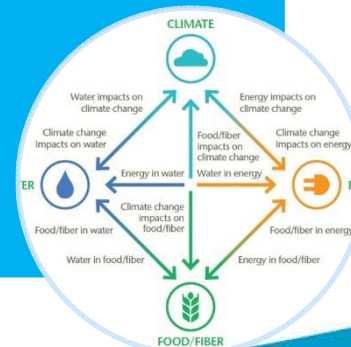 CLIMATE
Water impacts on
climate change
Energy impacts on
climate change
Climate change
Impacts on water
Food/fiber
impacts on
climate change
Climate change
impacts on energy
Energy in water
Water in energy
TER
E
Climate change
impacts on
food/fiber
Food/fiber in water
Food/fiber in energy
Water in food/fiber
Energy in food/fiber
FOOD/FIBER